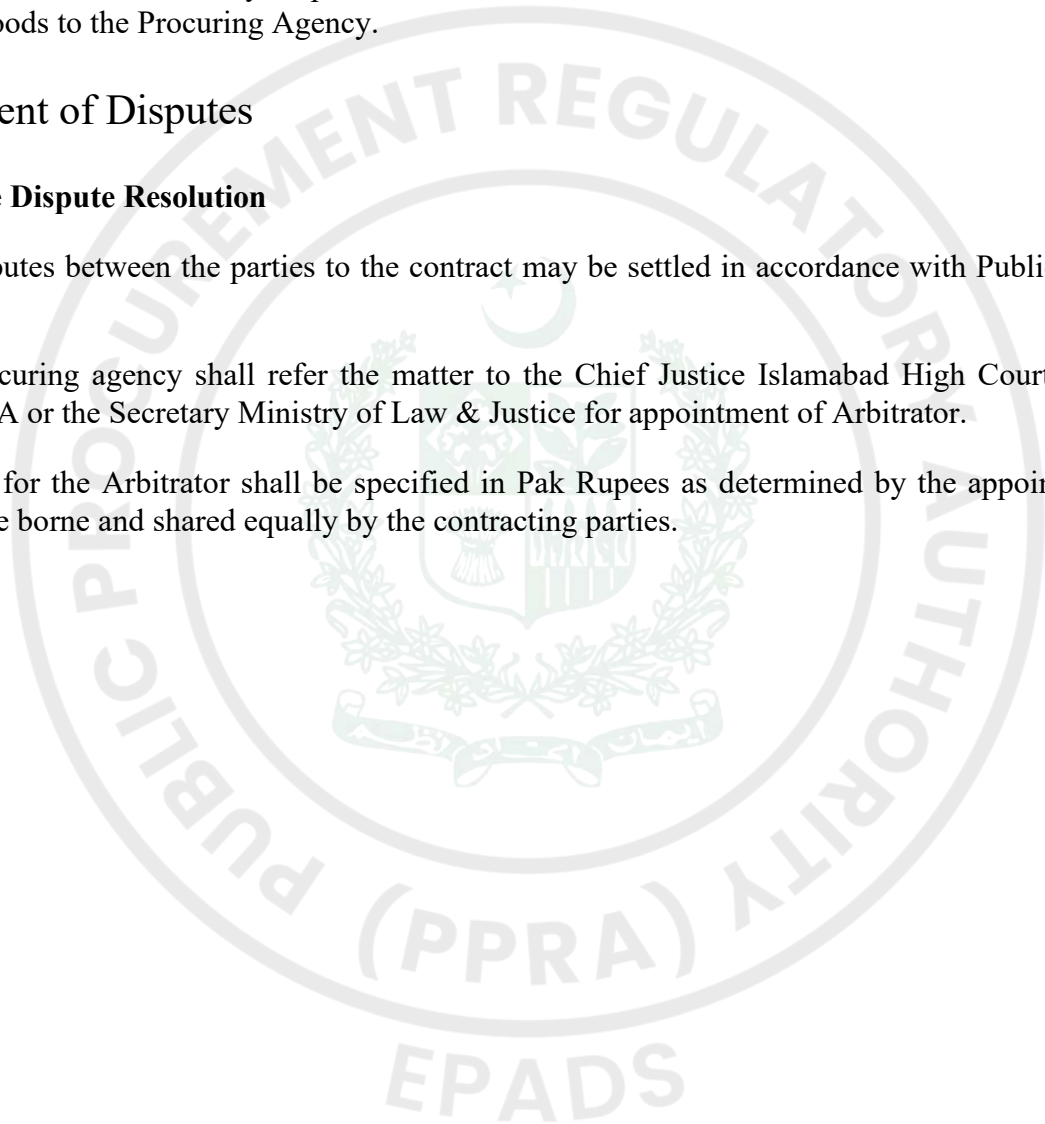 oods to the Procuring Agency.
ent of Disputes
e Dispute Resolution
outes between the parties to the contract may be settled in accordance with Publi
curing agency shall refer the matter to the Chief Justice Islamabad High Court
A or the Secretary Ministry of Law & Justice for appointment of Arbitrator.
for the Arbitrator shall be specified in Pak Rupees as determined by the appoin
e borne and shared equally by the contracting parties.
PUBLIC PROCUREMENT REGULATORY AUTHORITY
(PPRA)
EPADS